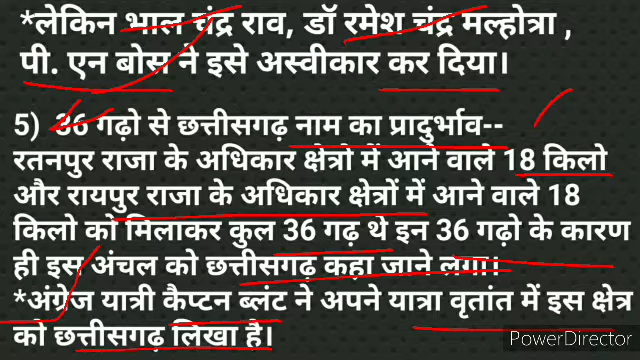 *लेकिन भाल चंद्र राव, डॉ रमेश चंद्र मल्होत्रा ,
पी. एन बोस ने इसे अस्वीकार कर दिया।
5) 36 गढ़ो से छत्तीसगढ़ नाम का प्रादुर्भाव--
रतनपुर राजा के अधिकार क्षेत्रो में आने वाले 18 किलो
और रायपुर राजा के अधिकार क्षेत्रों में आने वाले 18
किलो को मिलाकर कुल 36 गढ़ थे इन 36 गढ़ो के कारण
ही इस अंचल को छत्तीसगढ़ कहा जाने लगा।
*अंग्रेज यात्री कैप्टन ब्लंट ने अपने यात्रा वृतांत में इस क्षेत्र
को छत्तीसगढ़ लिखा है।
PowerDirector